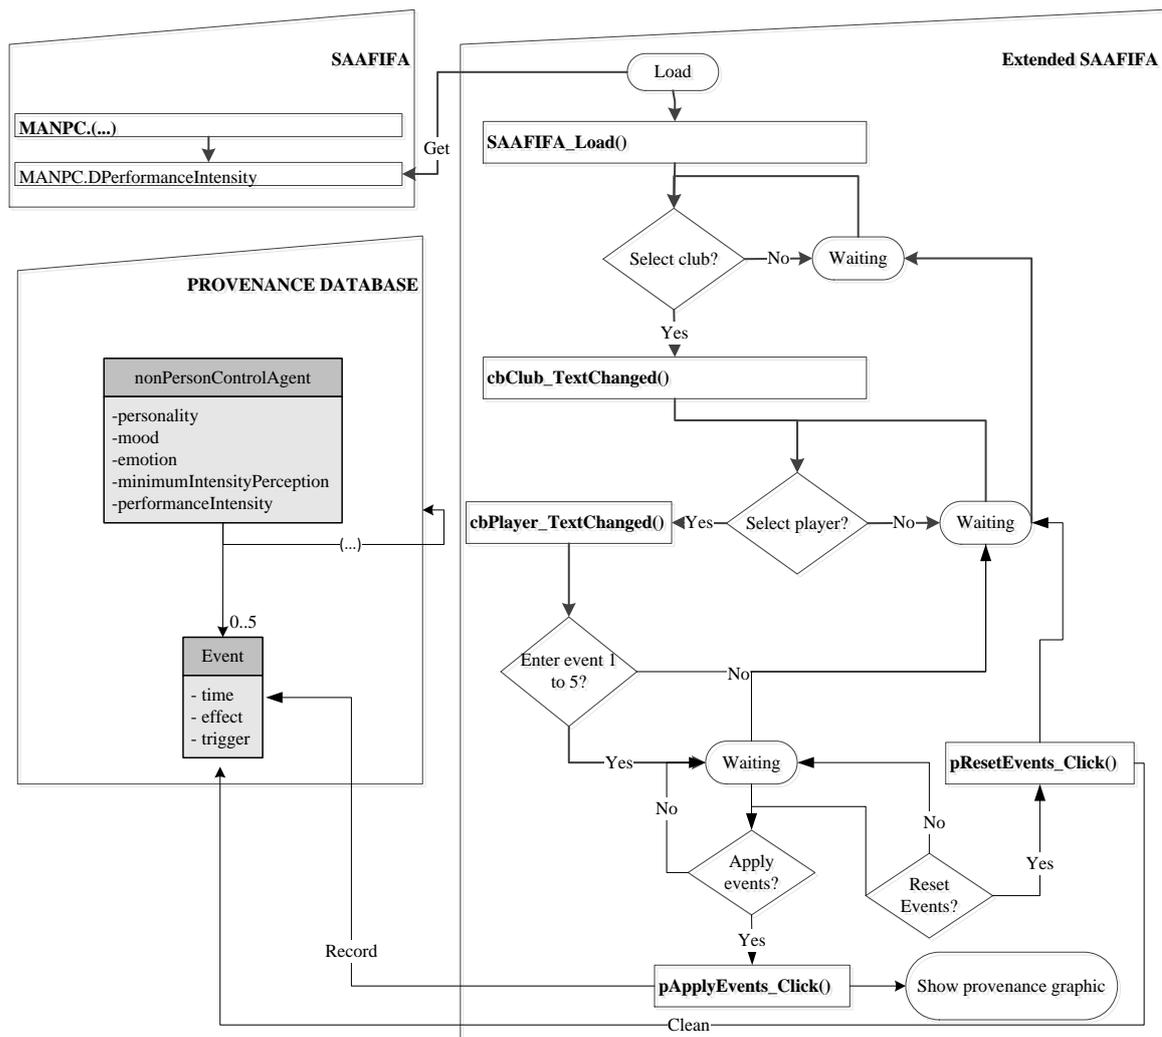 SAAFIFA
MANPC.(...)
MANPC.DPerformanceIntensity
Get
PROVENANCE DATABASE
nonPersonControlAgent
-personality
-mood
-emotion
-minimumIntensityPerception
-performanceIntensity
(...)
0..5
Event
- time
- effect
- trigger
Record
Clean
Extended SAAFIFA
Load
SAAFIFA_Load()
Select club?
No
Waiting
Yes
cbClub_TextChanged()
cbPlayer_TextChanged()
Yes
Select player?
No
Waiting
Enter event 1
to 5?
No
Yes
Waiting
pResetEvents_Click()
No
No
Yes
Apply
events?
Reset
Events?
Yes
pApplyEvents_Click()
Show provenance graphic